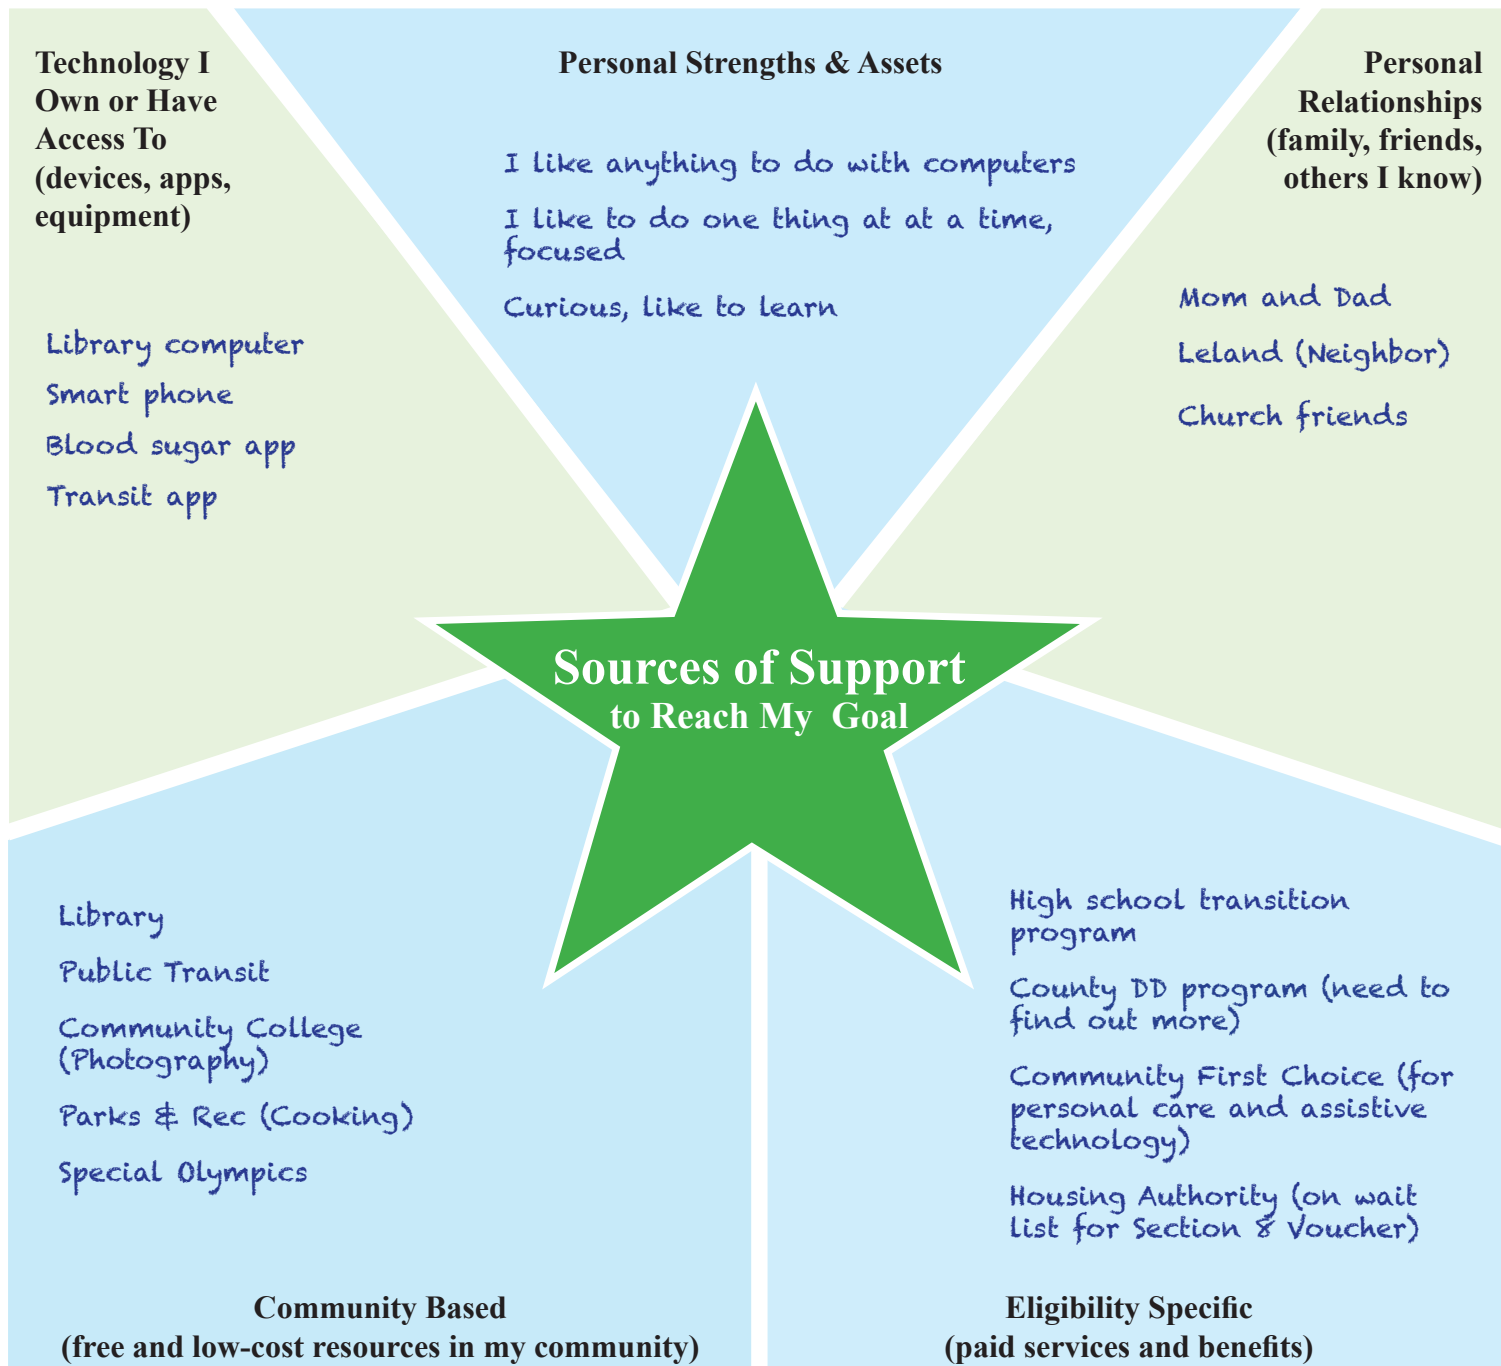 Technology I
Own or Have
Access To
(devices, apps,
equipment)
Library computer
Smart phone
Blood sugar app
Transit app
Personal Strengths & Assets
I like anything to do with computers
I like to do one thing at at a time,
focused
Curious, like to learn
Personal
Relationships
(family, friends,
others I know)
Mom and Dad
Leland (Neighbor)
Church friends
Sources of Support
to Reach My Goal
Library
Public Transit
Community College
(Photography)
Parks & Rec (Cooking)
Special Olympics
Community Based
(free and low-cost resources in my community)
High school transition
program
County DD program (need to
find out more)
Community First Choice (for
personal care and assistive
technology)
Housing Authority (on wait
list for Section 8 Voucher)
Eligibility Specific
(paid services and benefits)